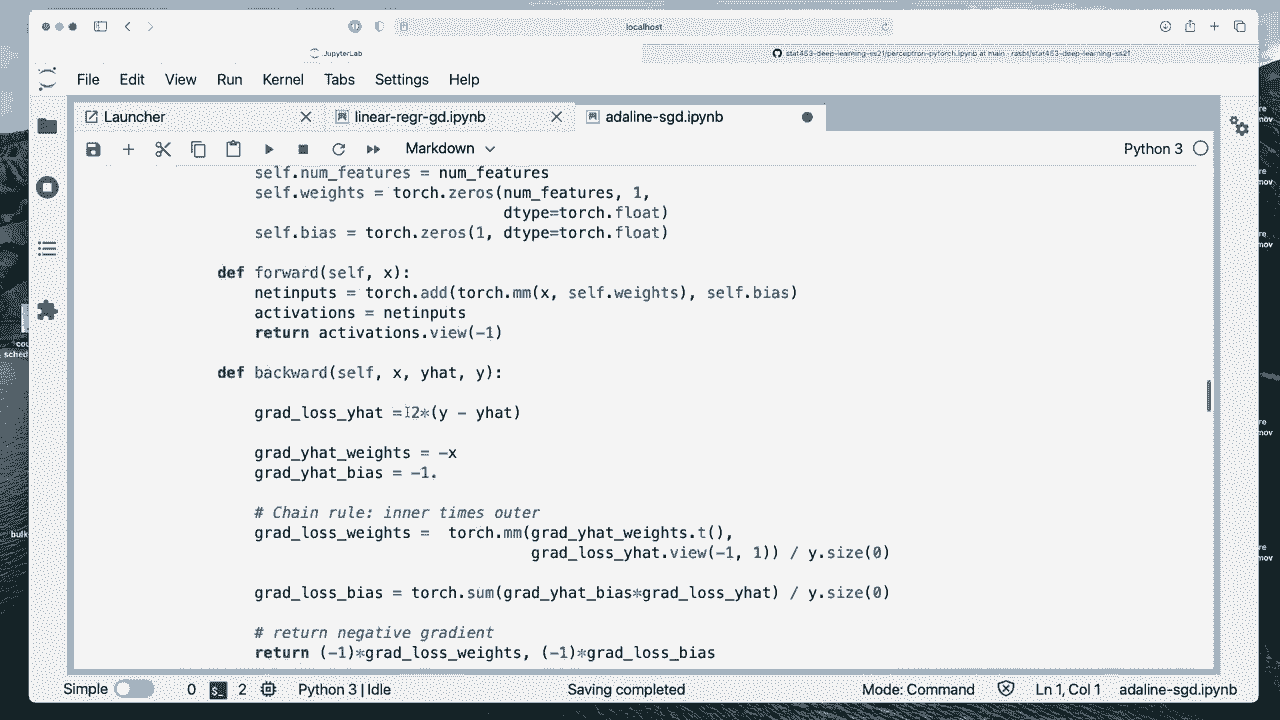 localhost
JupyterLab
stat453-deep-learning-ss21/perceptron-pytorch.ipynb at main · rasbt/stat453-deep-learning-ss21
File Edit View Run Kernel Tabs Settings Help
Launcher
linear-regr-gd.ipynb
adaline-sgd.ipynb
Markdown
Python 3
self.num_features = num_features
self.weights = torch.zeros(num_features, 1,
dtype=torch.float)
self.bias = torch.zeros(1, dtype=torch.float)
def forward(self, x):
netinputs = torch.add(torch.mm(x, self.weights), self.bias)
activations = netinputs
return activations.view(-1)
def backward(self, x, yhat, y):
grad_loss_yhat = 2*(y - yhat)
grad_yhat_weights = -x
grad_yhat_bias = -1.
# Chain rule: inner times outer
grad_loss_weights =  torch.mm(grad_yhat_weights.t(),
grad_loss_yhat.view(-1, 1)) / y.size(0)
grad_loss_bias = torch.sum(grad_yhat_bias*grad_loss_yhat) / y.size(0)
# return negative gradient
return (-1)*grad_loss_weights, (-1)*grad_loss_bias
Simple 0 2 Python 3 | Idle Saving completed Mode: Command Ln 1, Col 1 adaline-sgd.ipynb